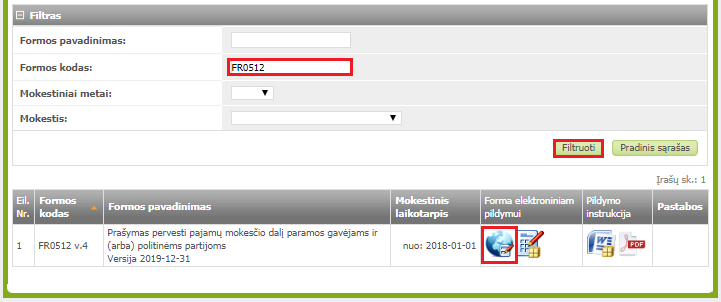 Filtras
Formos pavadinimas:
Formos kodas: FR0512
Mokestiniai metai:
Mokestis:
Filtruoti Pradinis sąrašas
Įrašų sk.: 1
Eil. Nr. Formos kodas Formos pavadinimas Mokestinis laikotarpis Forma elektroniniam pildymui Pildymo instrukcija Pastabos
1 FR0512 v.4 Prašymas pervesti pajamų mokesčio dalį paramos gavėjams ir
(arba) politinėms partijoms
Versija 2019-12-31
nuo: 2018-01-01
W PDF